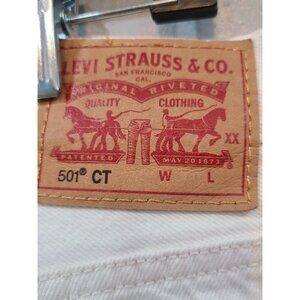 LEVI STRAUSS & CO.
SAN FRANCISCO
CAL.
ORIGINAL RIVETED
QUALITY CLOTHING
XX
PATENTED MAY 20 1873
501® CT W L